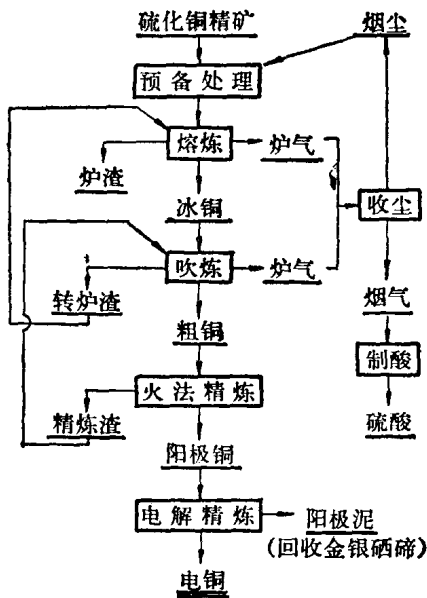 硫化铜精矿
烟尘
预备处理
熔炼
炉气
炉渣
冰铜
收尘
吹炼
炉气
转炉渣
烟气
粗铜
制酸
火法精炼
精炼渣
硫酸
阳极铜
电解精炼
阳极泥
(回收金银硒碲)
电铜